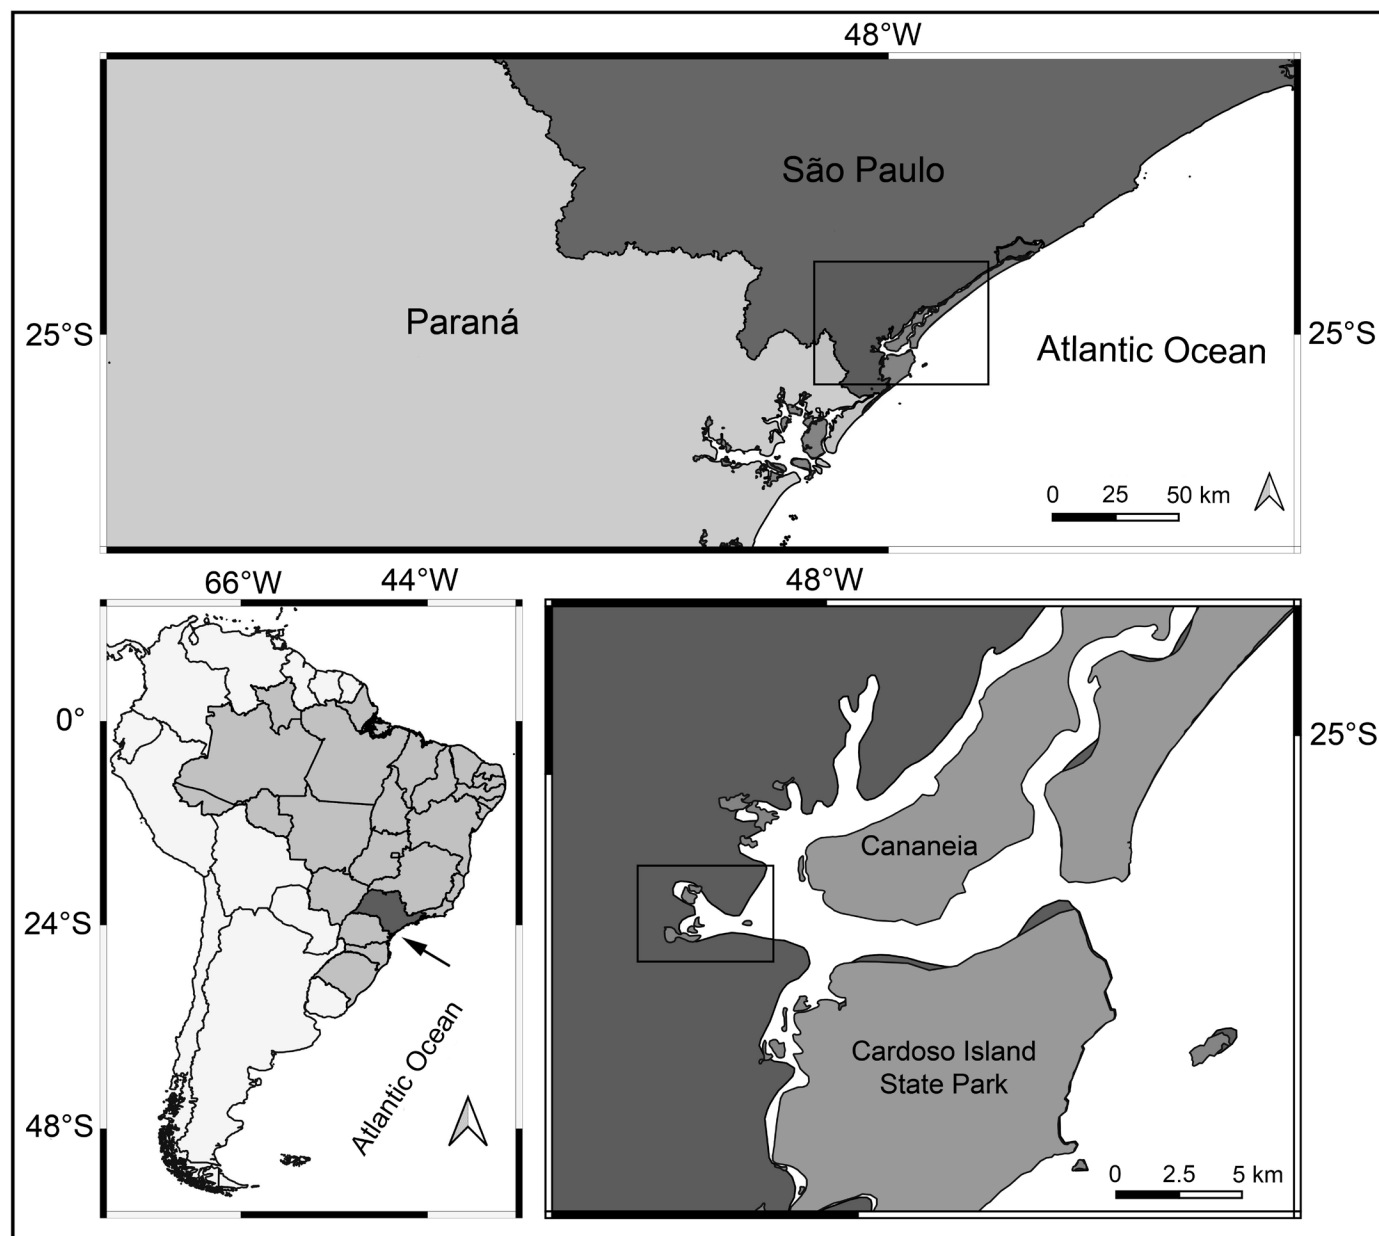 48°W
São Paulo
Paraná
25°S
25°S
Atlantic Ocean
0 25 50 km
66°W 44°W
0°
24°S
48°S
Atlantic Ocean
48°W
25°S
Cananeia
Cardoso Island
State Park
0 2.5 5 km